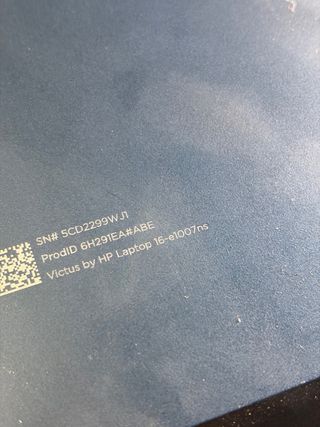 SN# 5CD2299WJ1
ProdID 6H291EA#ABE
Victus by HP Laptop 16-e1007ns